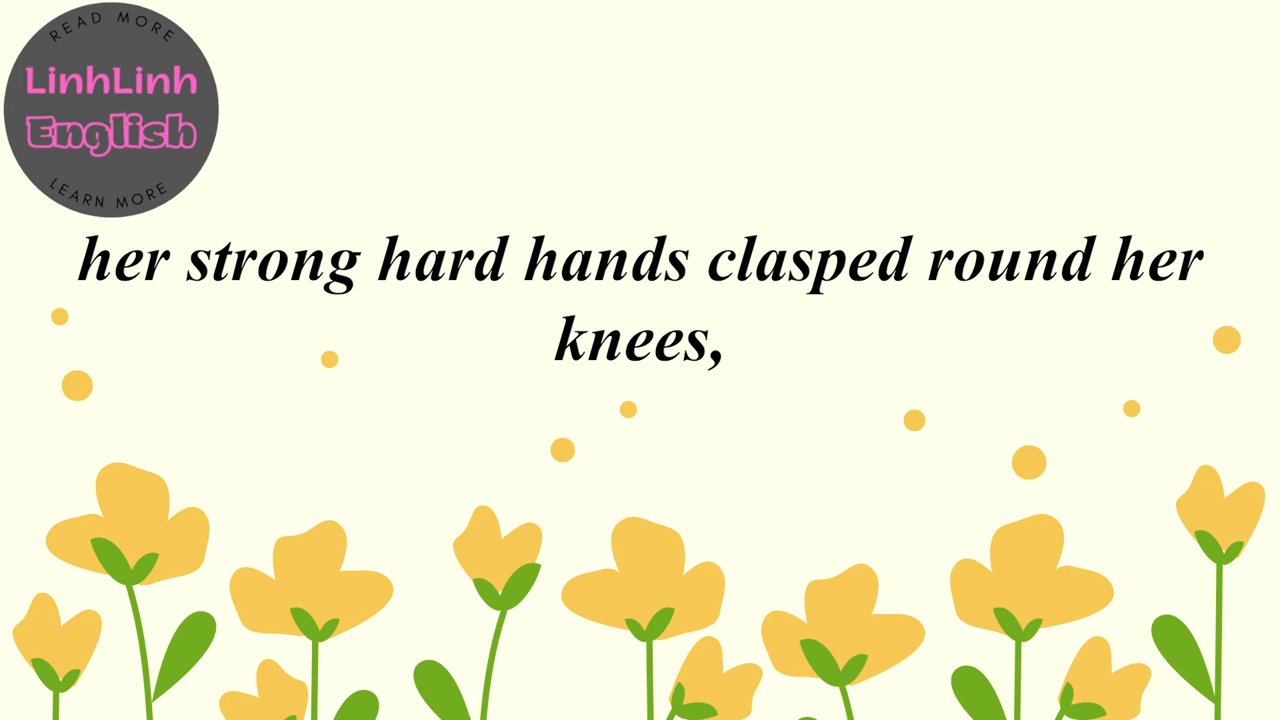 READ MORE
LinhLinh
English
LEARN MORE
her strong hard hands clasped round her
knees,